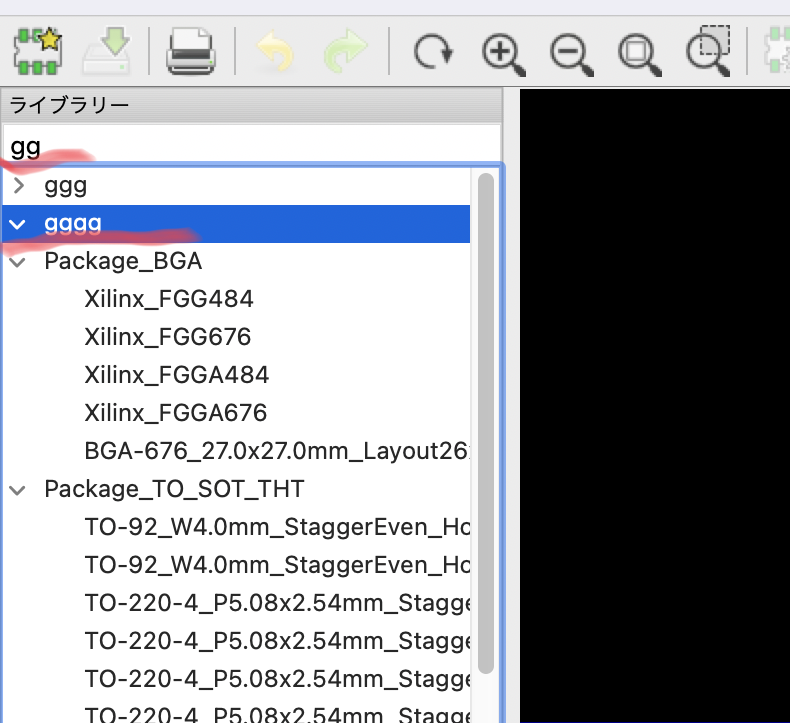 ライブラリー
gg
ggg
gggg
Package_BGA
Xilinx_FGG484
Xilinx_FGG676
Xilinx_FGGA484
Xilinx_FGGA676
BGA-676_27.0x27.0mm_Layout26
Package_TO_SOT_THT
TO-92_W4.0mm_StaggerEven_Ho
TO-92_W4.0mm_StaggerEven_Ho
TO-220-4_P5.08x2.54mm_Stagge
TO-220-4_P5.08x2.54mm_Stagge
TO-220-4_P5.08x2.54mm_Stagge
TO-220-4_P5.08x2.54mm_Stagge